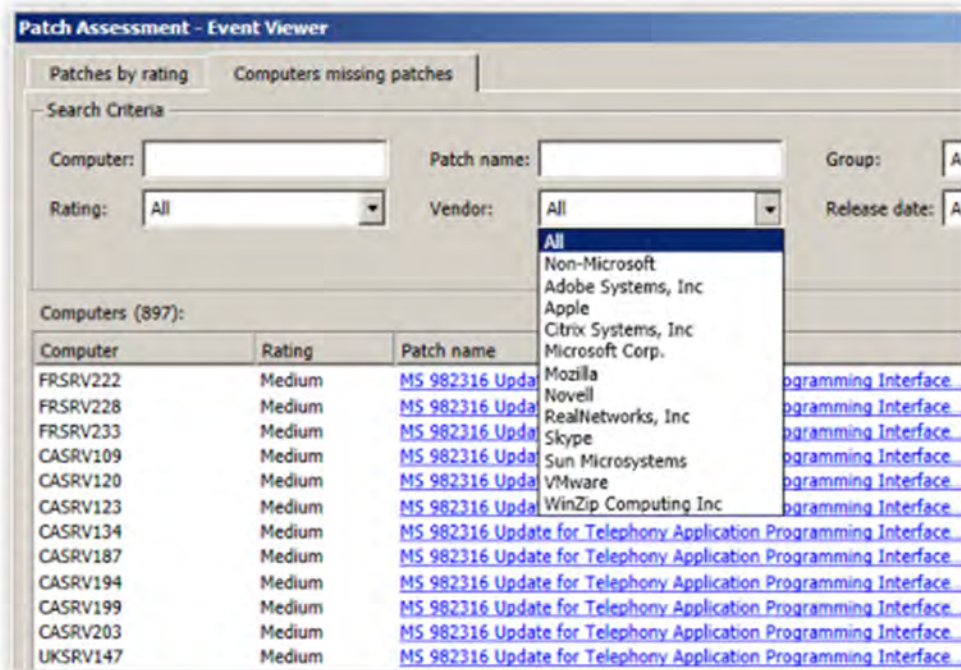 Patch Assessment - Event Viewer
Patches by rating Computers missing patches
Search Criteria
Computer: Patch name: Group: A
Rating: All Vendor: All Release date: A
All
Non-Microsoft
Adobe Systems, Inc
Apple
Citrix Systems, Inc
Microsoft Corp.
Mozilla
Novell
RealNetworks, Inc
Skype
Sun Microsystems
VMware
WinZip Computing Inc
Computers (897):
Computer Rating Patch name
FRSRV222 Medium MS 982316 Upda ogramming Interface...
FRSRV228 Medium MS 982316 Upda ogramming Interface...
FRSRV233 Medium MS 982316 Upda ogramming Interface...
CASRV109 Medium MS 982316 Upda ogramming Interface...
CASRV120 Medium MS 982316 Upda ogramming Interface...
CASRV123 Medium MS 982316 Upda ogramming Interface...
CASRV134 Medium MS 982316 Update for Telephony Application Programming Interface...
CASRV187 Medium MS 982316 Update for Telephony Application Programming Interface...
CASRV194 Medium MS 982316 Update for Telephony Application Programming Interface...
CASRV199 Medium MS 982316 Update for Telephony Application Programming Interface...
CASRV203 Medium MS 982316 Update for Telephony Application Programming Interface...
UKSRV147 Medium MS 982316 Update for Telephony Application Programming Interface...